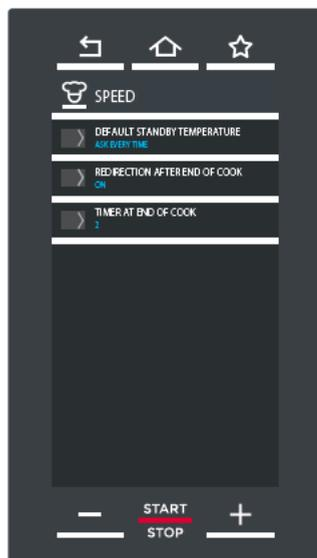 SPEED
DEFAULT STANDBY TEMPERATURE
ASK EVERY TIME
REDIRECTION AFTER END OF COOK
ON
TIMER AT END OF COOK
2
START
STOP